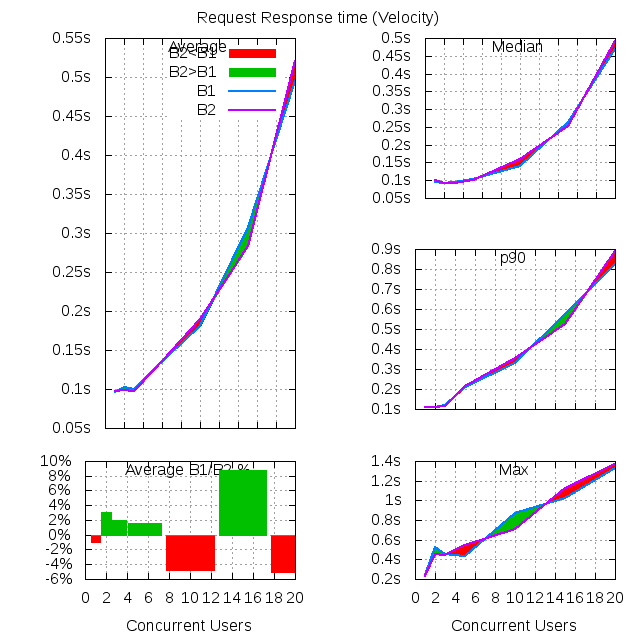 Request Response time (Velocity)
Average
B2<B1
B2>B1
B1
B2
0.55s
0.5s
0.45s
0.4s
0.35s
0.3s
0.25s
0.2s
0.15s
0.1s
0.05s
Median
0.5s
0.45s
0.4s
0.35s
0.3s
0.25s
0.2s
0.15s
0.1s
0.05s
p90
0.9s
0.8s
0.7s
0.6s
0.5s
0.4s
0.3s
0.2s
0.1s
Average B1/B2 %
10%
8%
6%
4%
2%
0%
-2%
-4%
-6%
0 2 4 6 8 10 12 14 16 18 20
Concurrent Users
Max
1.4s
1.2s
1s
0.8s
0.6s
0.4s
0.2s
0 2 4 6 8 10 12 14 16 18 20
Concurrent Users